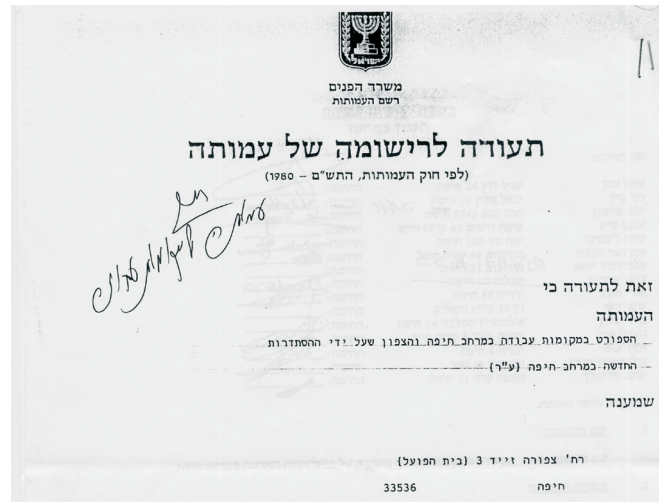 ישראל
משרד הפנים
רשם העמותות
תעודה לרישומה של עמותה
(לפי חוק העמותות, התש"ם – 1980)
11
זאת לתעודה כי
העמותה
הספורט במקומות עבודה במרחב חיפה והצפון שעל ידי ההסתדרות
החדשה במרחב חיפה {ע"ר}
שמענה
רח' צפורה זייד 3 {בית הפועל}
חיפה 33536